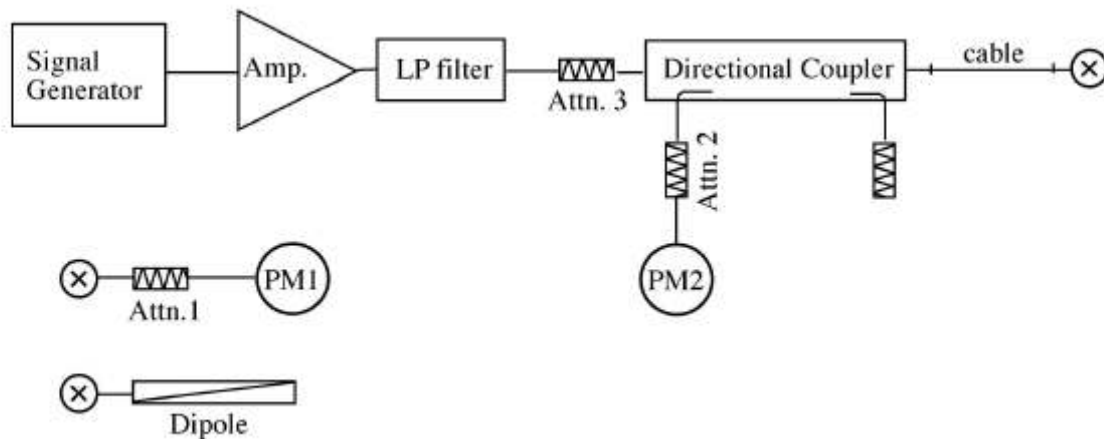 Signal
Generator
Amp.
LP filter
Attn. 3
Directional Coupler
cable
Attn. 2
PM1
Attn.1
PM2
Dipole